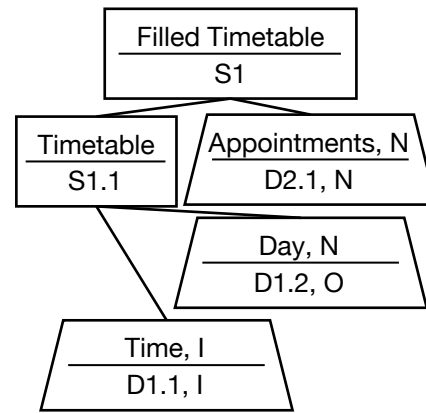 Filled Timetable
S1
Timetable
S1.1
Appointments, N
D2.1, N
Day, N
D1.2, O
Time, I
D1.1, I